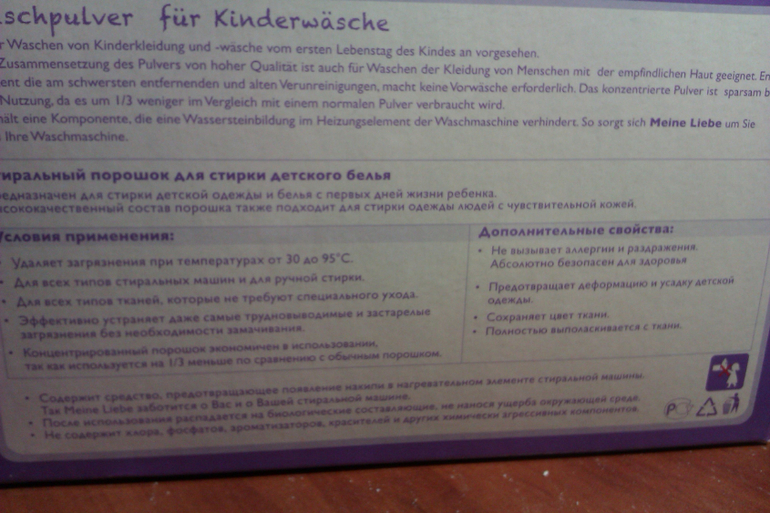 schpulver für Kinderwäsche
r Waschen von Kinderkleidung und -wäsche vom ersten Lebenstag des Kindes an vorgesehen.
Zusammensetzung des Pulvers von hoher Qualität ist auch für Waschen der Kleidung von Menschen mit der empfindlichen Haut geeignet. En
ent die am schwersten entfernenden und alten Verunreinigungen, macht keine Vorwäsche erforderlich. Das konzentrierte Pulver ist sparsam b
Nutzung, da es um 1/3 weniger im Vergleich mit einem normalen Pulver verbraucht wird.
hält eine Komponente, die eine Wassersteinbildung im Heizungselement der Waschmaschine verhindert. So sorgt sich Meine Liebe um Sie
Ihre Waschmaschine.
иральный порошок для стирки детского белья
едназначен для стирки детской одежды и белья с первых дней жизни ребенка.
ысококачественный состав порошка также подходит для стирки одежды людей с чувствительной кожей.
Условия применения:
Удаляет загрязнения при температурах от 30 до 95°С.
• Для всех типов стиральных машин и для ручной стирки.
• Для всех типов тканей, которые не требуют специального ухода.
• Эффективно устраняет даже самые трудновыводимые и застарелые
загрязнения без необходимости замачивания.
• Концентрированный порошок экономичен в использовании,
так как используется на 1/3 меньше по сравнению с обычным порошком.
Дополнительные свойства:
• Не вызывает аллергии и раздражения.
Абсолютно безопасен для здоровья
• Предотвращает деформацию и усадку детской
одежды.
• Сохраняет цвет ткани.
• Полностью выполаскивается с ткани.
• Содержит средство, предотвращающее появление накипи в нагревательном элементе стиральной машины.
Так Meine Liebe заботится о Вас и о Вашей стиральной машине.
• После использования распадается на биологические составляющие, не нанося ущерба окружающей среде.
• Не содержит хлора, фосфатов, ароматизаторов, красителей и других химически агрессивных компонентов.